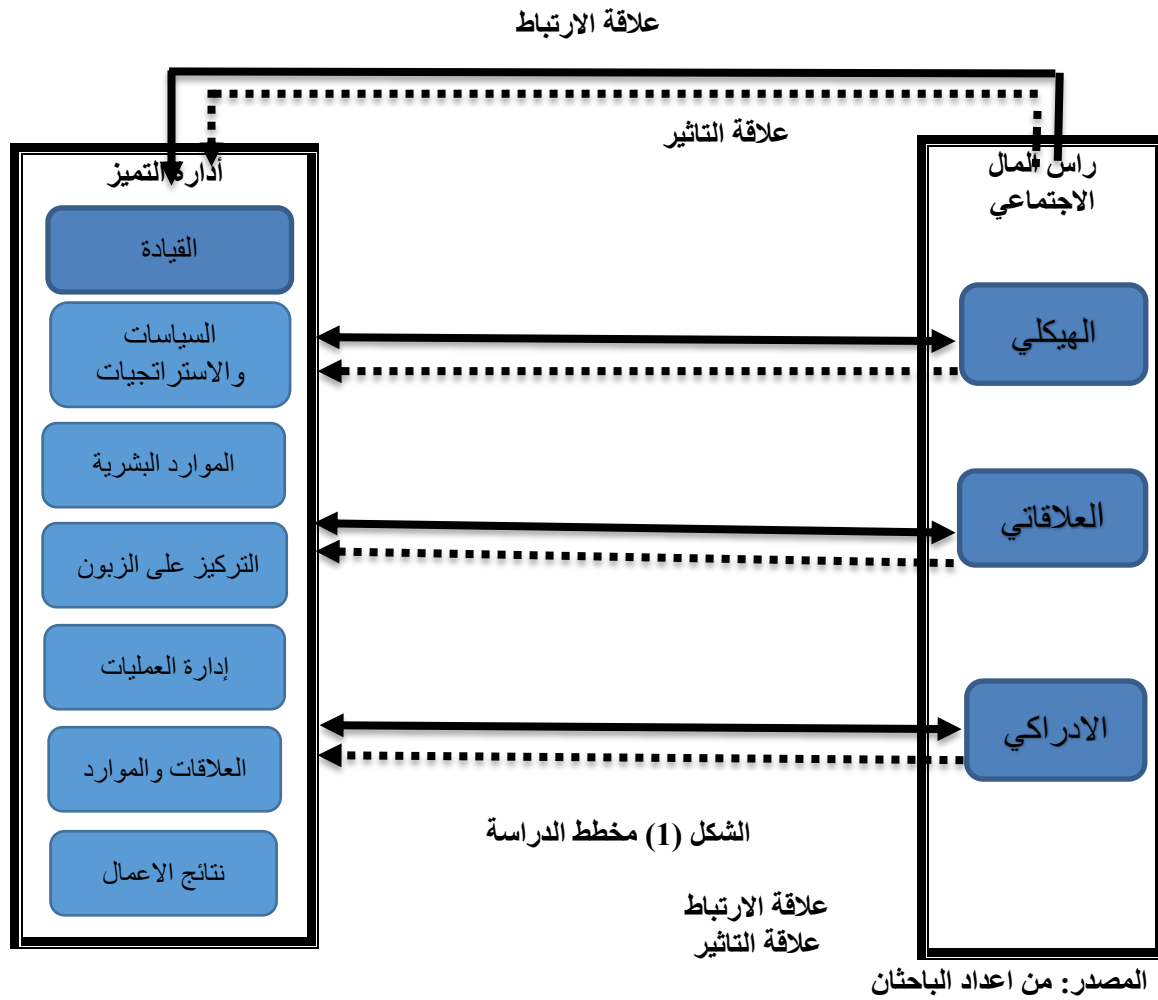 علاقة الارتباط
علاقة التاثير
راس المال
الاجتماعي
الهيكلي
العلاقاتي
الادراكي
أدارة التميز
القيادة
السياسات
والاستراتجيات
الموارد البشرية
التركيز على الزبون
إدارة العمليات
العلاقات والموارد
نتائج الاعمال
الشكل (1) مخطط الدراسة
علاقة الارتباط
علاقة التاثير
المصدر: من اعداد الباحثان